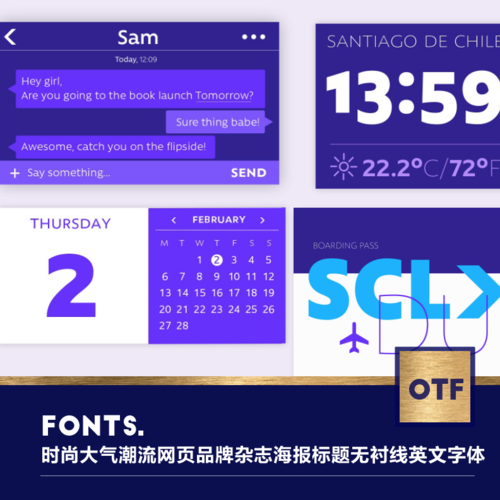 Sam
Today, 12:09
Hey girl,
Are you going to the book launch Tomorrow?
Sure thing babe!
Awesome, catch you on the flipside!
+ Say something... SEND
SANTIAGO DE CHILE
13:59
22.2°C/72°F
THURSDAY
2
< FEBRUARY >
M T W T F S S
1 2 3 4 5
6 7 8 9 10 11 12
13 14 15 16 17 18 19
20 21 22 23 24 25 26
27 28
BOARDING PASS
SCL
DU
OTF
FONTS.
时尚大气潮流网页品牌杂志海报标题无衬线英文字体